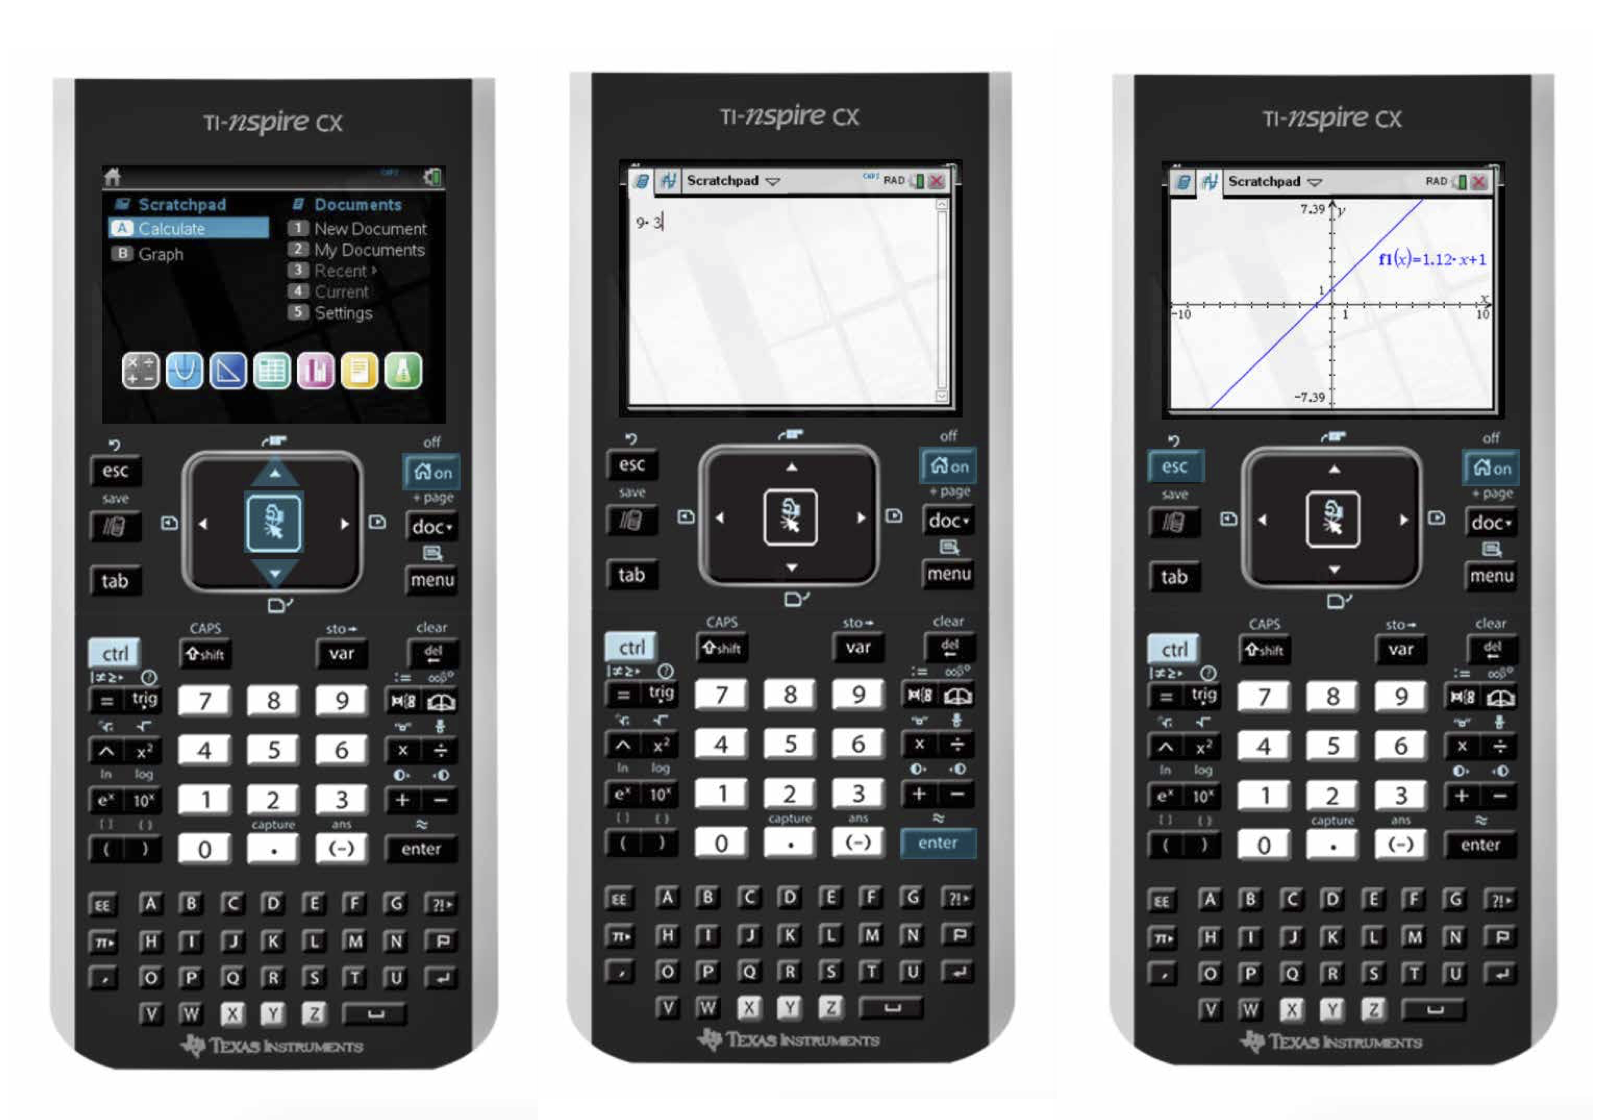 TI-nspire CX
Scratchpad
Documents
A Calculate
1 New Document
B Graph
2 My Documents
3 Recent ▸
4 Current
5 Settings
off
esc
on
save
+ page
doc▾
tab
menu
CAPS
sto→
clear
ctrl
⇧shift
var
del
|≠≥▸ ?
:= ∞β°
= trig 7 8 9
^ x² 4 5 6 × ÷
ln log
eˣ 10ˣ 1 2 3 + −
[ ] { }
capture
ans
≈
( ) 0 . (−) enter
EE A B C D E F G ?!▸
π▸ H I J K L M N
, O P Q R S T U ↵
V W X Y Z
TEXAS INSTRUMENTS
TI-nspire CX
Scratchpad
CAPS RAD
9· 3
off
esc
on
save
+ page
doc▾
tab
menu
CAPS
sto→
clear
ctrl
⇧shift
var
del
|≠≥▸ ?
:= ∞β°
= trig 7 8 9
^ x² 4 5 6 × ÷
ln log
eˣ 10ˣ 1 2 3 + −
[ ] { }
capture
ans
≈
( ) 0 . (−) enter
EE A B C D E F G ?!▸
π▸ H I J K L M N
, O P Q R S T U ↵
V W X Y Z
TEXAS INSTRUMENTS
TI-nspire CX
Scratchpad
RAD
7.39 y
f1(x)=1.12· x+1
1
x
-10
1
10
-7.39
off
esc
on
save
+ page
doc▾
tab
menu
CAPS
sto→
clear
ctrl
⇧shift
var
del
|≠≥▸ ?
:= ∞β°
= trig 7 8 9
^ x² 4 5 6 × ÷
ln log
eˣ 10ˣ 1 2 3 + −
[ ] { }
capture
ans
≈
( ) 0 . (−) enter
EE A B C D E F G ?!▸
π▸ H I J K L M N
, O P Q R S T U ↵
V W X Y Z
TEXAS INSTRUMENTS